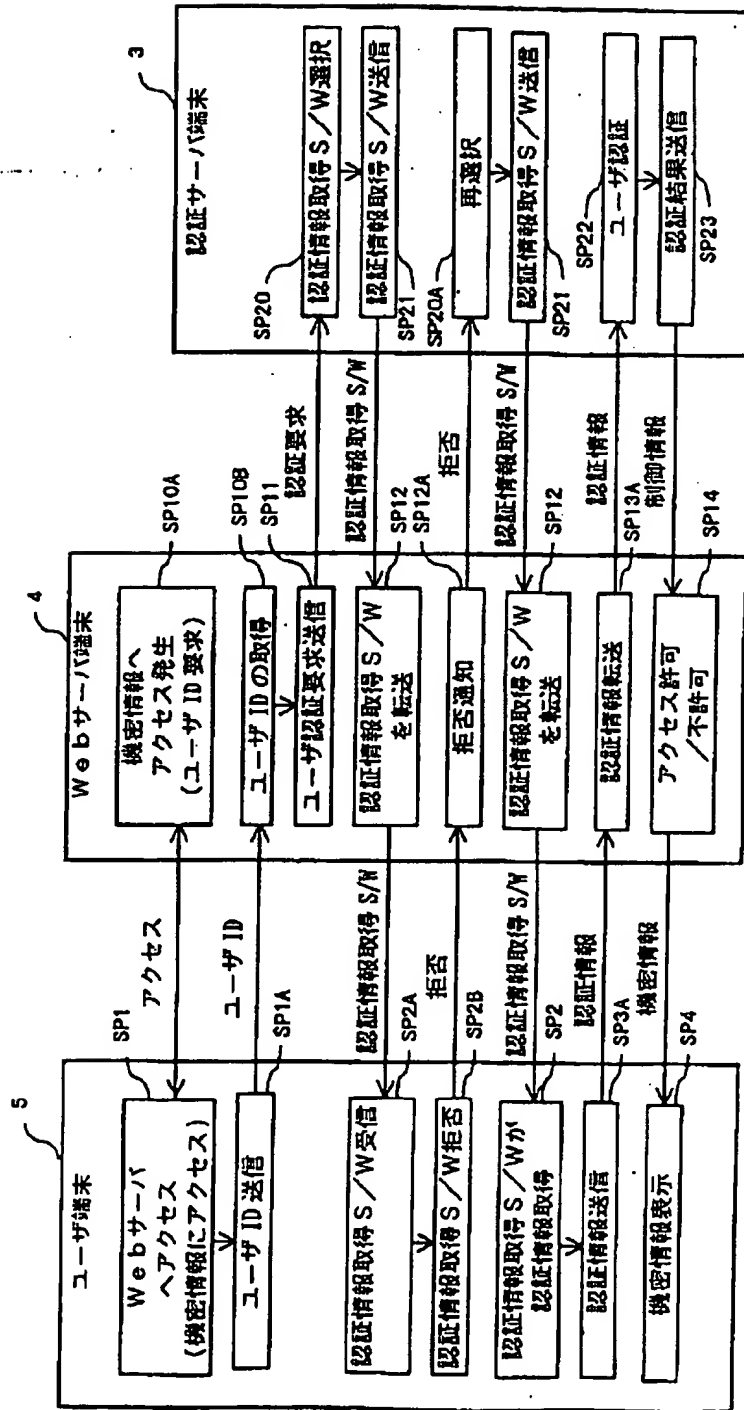 5
ユーザ端末
SP1
Webサーバ
へアクセス
(機密情報にアクセス)
ユーザID送信
SP1A
認証情報取得S/W受信
SP2A
認証情報取得S/W拒否
SP2B
認証情報取得S/Wが
認証情報取得
SP2
認証情報送信
SP3A
機密情報表示
SP4
アクセス
ユーザID
認証情報取得S/W
拒否
認証情報取得S/W
認証情報
機密情報
4
Webサーバ端末
機密情報へ
アクセス発生
(ユーザID要求)
SP10A
ユーザIDの取得
SP10B
ユーザ認証要求送信
SP11
認証情報取得S/W
を転送
SP12
拒否通知
SP12A
認証情報取得S/W
を転送
SP12
認証情報転送
SP13A
アクセス許可
/不許可
SP14
認証要求
認証情報取得S/W
拒否
認証情報取得S/W
認証情報
制御情報
3
認証サーバ端末
SP20
認証情報取得S/W選択
認証情報取得S/W送信
SP21
SP20A
再選択
認証情報取得S/W送信
SP21
SP22
ユーザ認証
認証結果送信
SP23